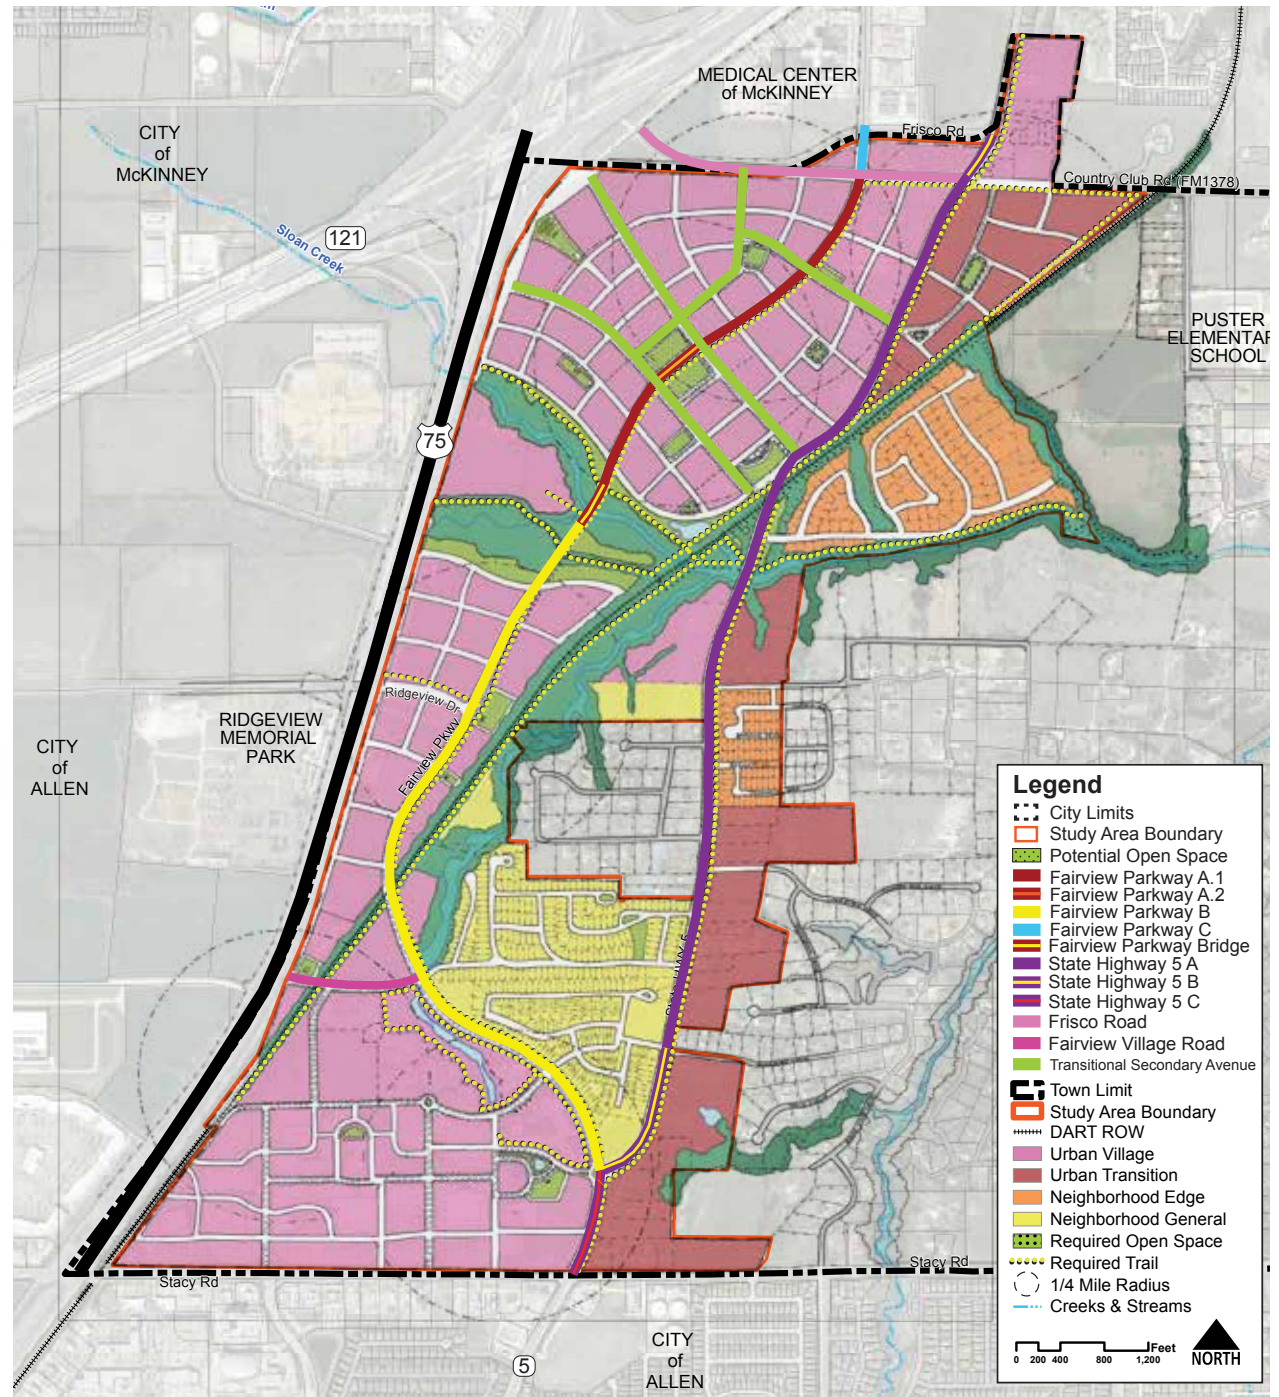 MEDICAL CENTER
of McKINNEY
CITY
of
McKINNEY
Frisco Rd
Country Club Rd (FM1378)
121
Sloan Creek
PUSTER
ELEMENTAR
SCHOOL
75
Ridgeview Dr
RIDGEVIEW
MEMORIAL
PARK
Fairview Pkwy
CITY
of
ALLEN
Legend
City Limits
Study Area Boundary
Potential Open Space
Fairview Parkway A.1
Fairview Parkway A.2
Fairview Parkway B
Fairview Parkway C
Fairview Parkway Bridge
State Highway 5 A
State Highway 5 B
State Highway 5 C
Frisco Road
Fairview Village Road
Transitional Secondary Avenue
Town Limit
Study Area Boundary
DART ROW
Urban Village
Urban Transition
Neighborhood Edge
Neighborhood General
Required Open Space
Required Trail
1/4 Mile Radius
Creeks & Streams
Feet
0 200 400 800 1,200
NORTH
Stacy Rd
Stacy Rd
5
CITY
of
ALLEN